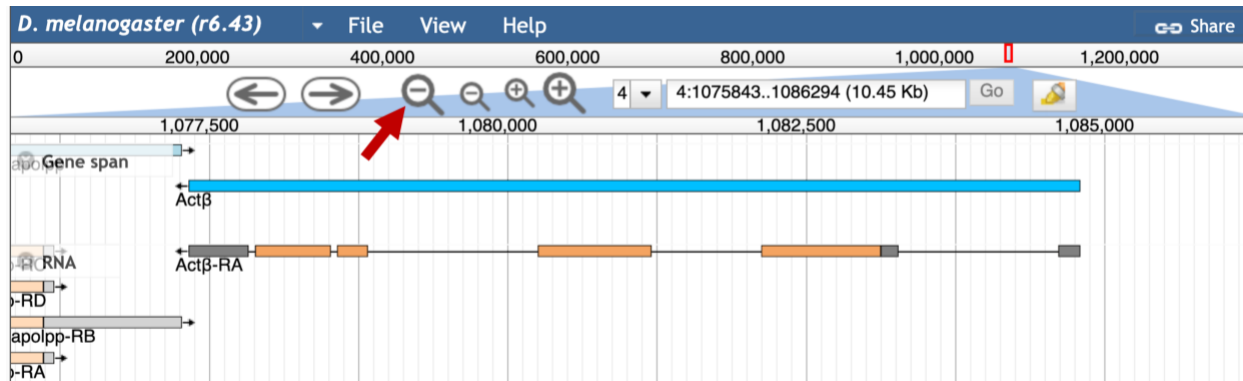 D. melanogaster (r6.43) File View Help Share
0 200,000 400,000 600,000 800,000 1,000,000 1,200,000
4 4:1075843..1086294 (10.45 Kb) Go
1,077,500 1,080,000 1,082,500 1,085,000
Gene span
Actβ
RNA
Actβ-RA
-RD
apolpp-RB
-RA